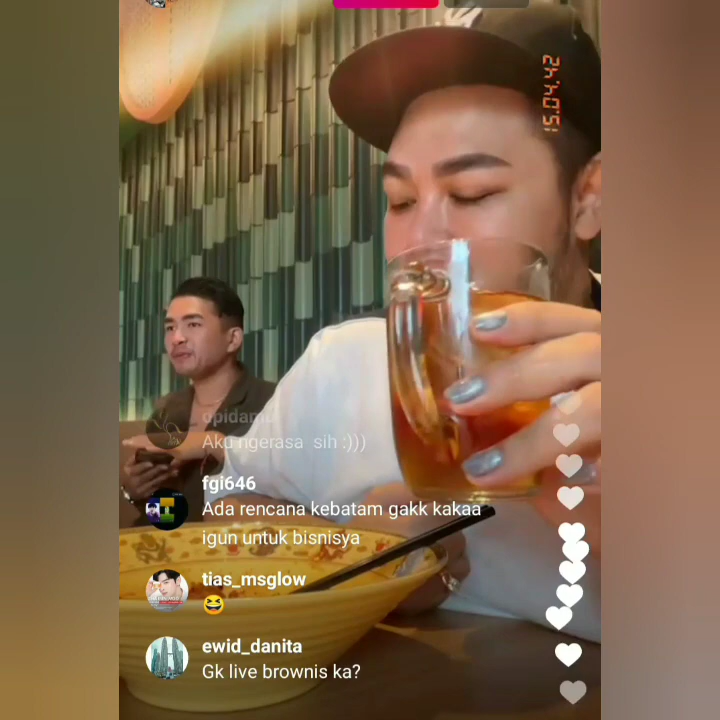 15.04.42
opidamu
Aku ngerasa sih :)))
fgi646
Ada rencana kebatam gakk kakaa
igun untuk bisnisya
tias_msglow
😆
ewid_danita
Gk live brownis ka?